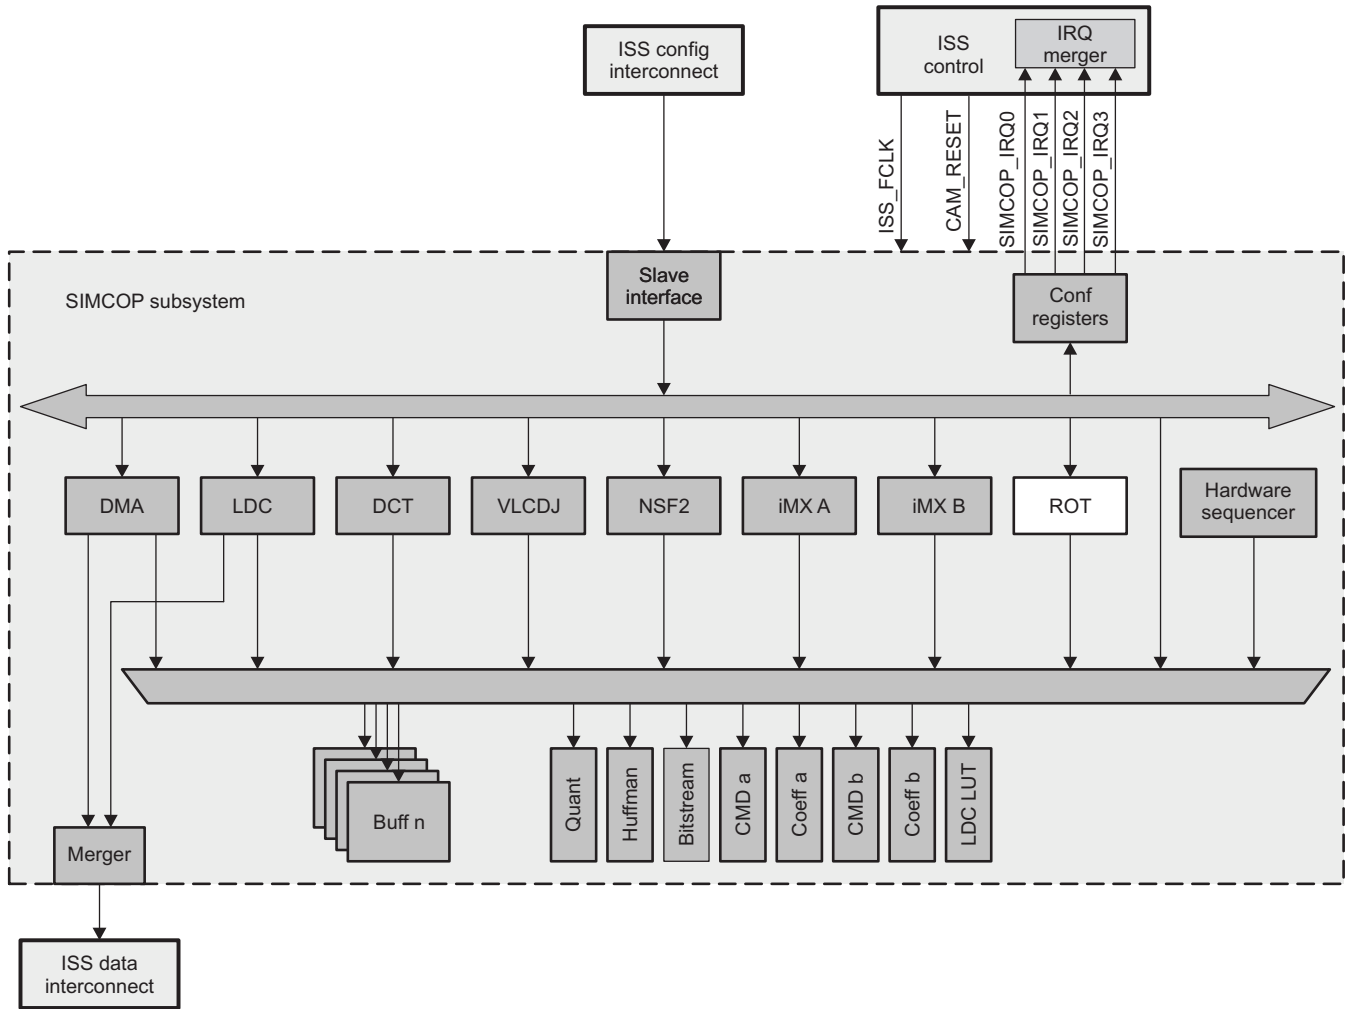 ISS config
interconnect
ISS
control
IRQ
merger
ISS_FCLK
CAM_RESET
SIMCOP_IRQ0
SIMCOP_IRQ1
SIMCOP_IRQ2
SIMCOP_IRQ3
SIMCOP subsystem
Slave
interface
Conf
registers
DMA
LDC
DCT
VLCDJ
NSF2
iMX A
iMX B
ROT
Hardware
sequencer
Buff n
Quant
Huffman
Bitstream
CMD a
Coeff a
CMD b
Coeff b
LDC LUT
Merger
ISS data
interconnect